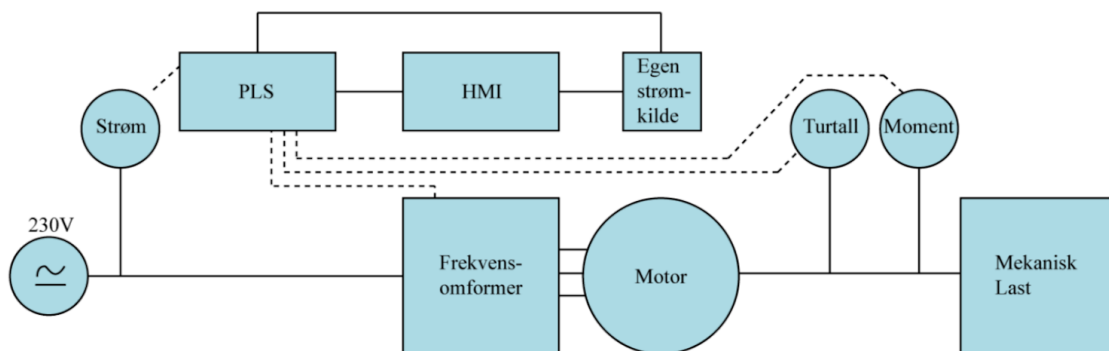 PLS
HMI
Egen
strøm-
kilde
Strøm
Turtall
Moment
230V
Frekvens-
omformer
Motor
Mekanisk
Last